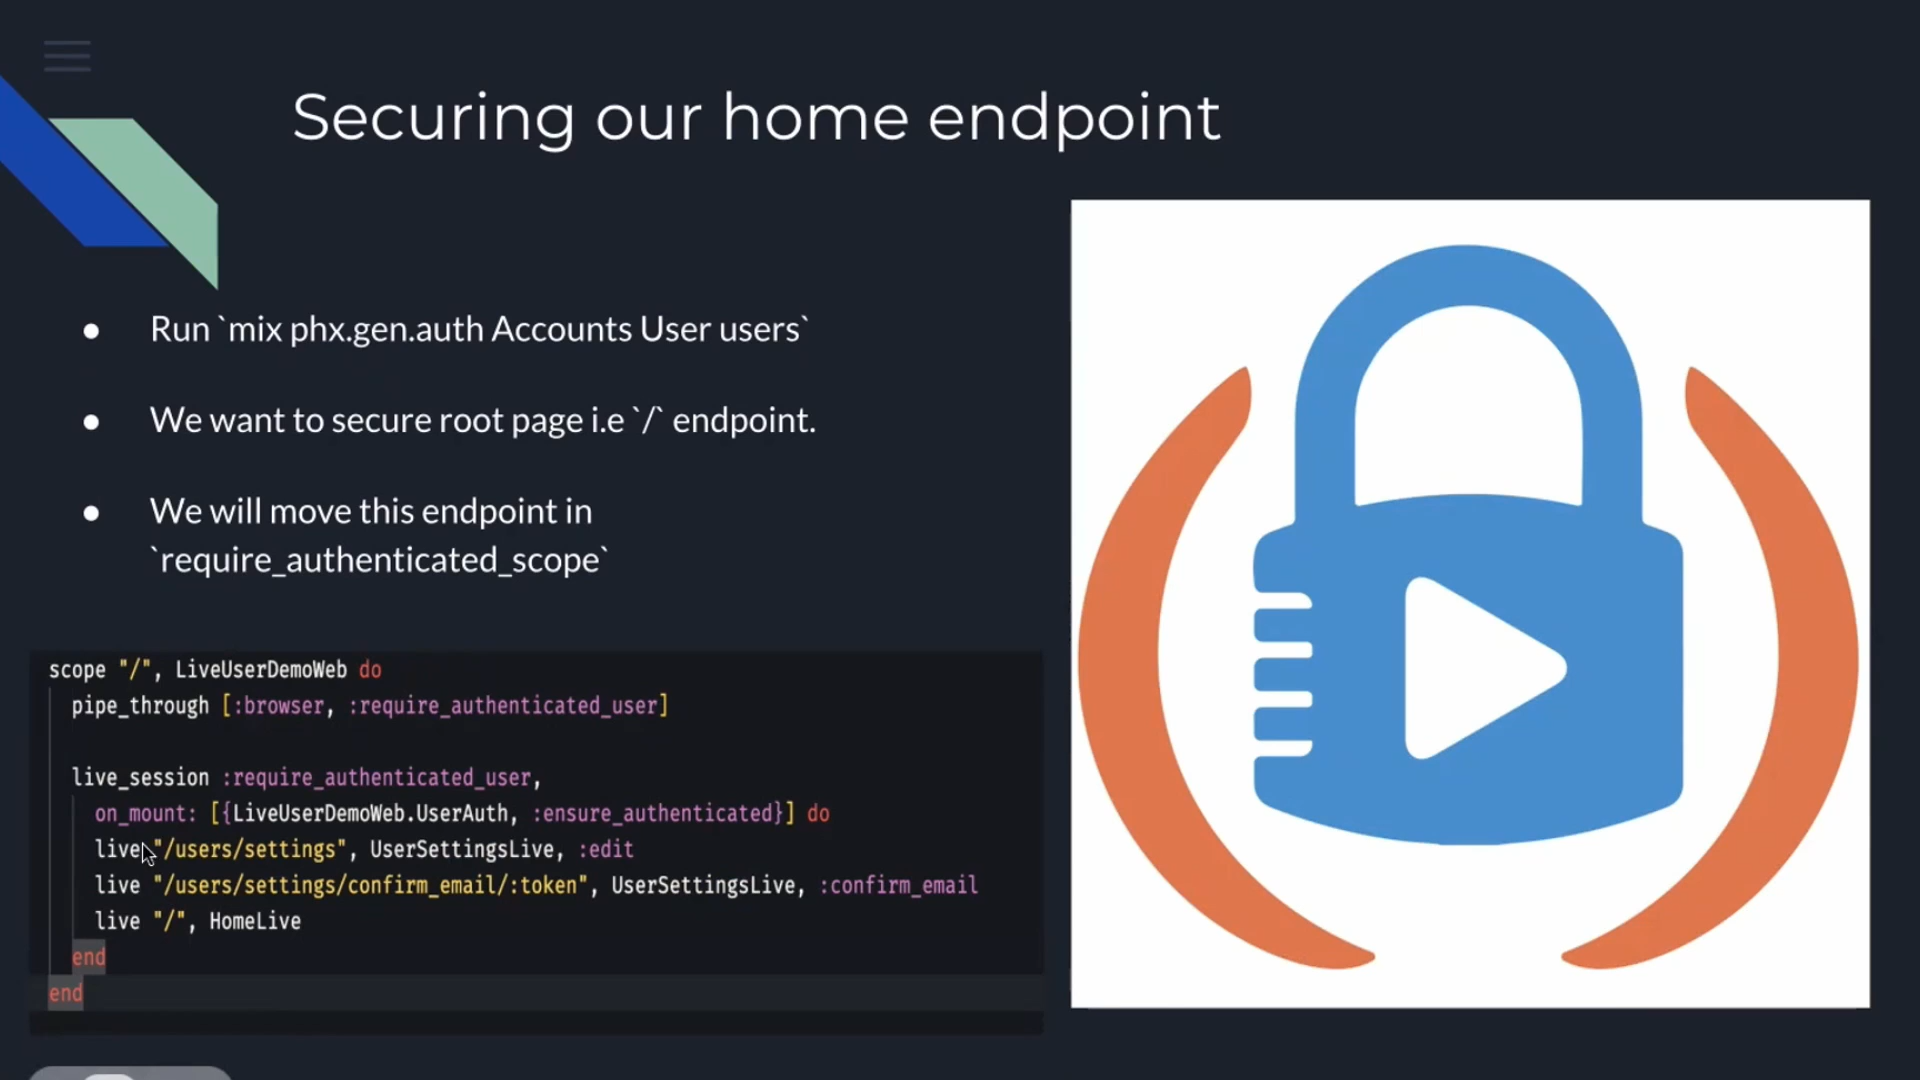 Securing our home endpoint
● Run `mix phx.gen.auth Accounts User users`
● We want to secure root page i.e `/` endpoint.
● We will move this endpoint in
`require_authenticated_scope`
scope "/", LiveUserDemoWeb do
pipe_through [:browser, :require_authenticated_user]
live_session :require_authenticated_user,
on_mount: [{LiveUserDemoWeb.UserAuth, :ensure_authenticated}] do
live "/users/settings", UserSettingsLive, :edit
live "/users/settings/confirm_email/:token", UserSettingsLive, :confirm_email
live "/", HomeLive
end
end